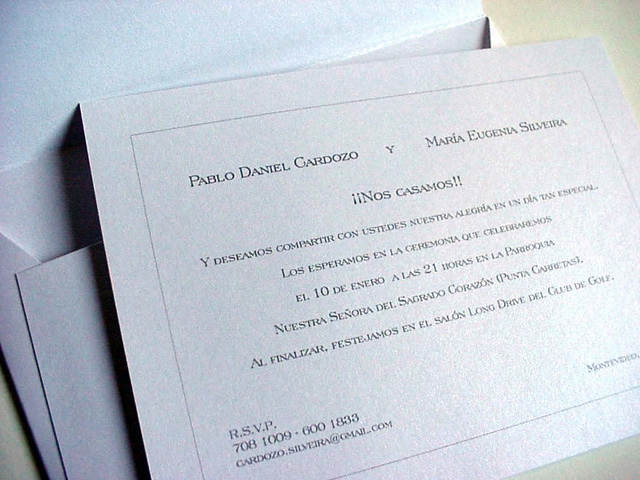 Pablo Daniel Cardozo y María Eugenia Silveira
¡¡Nos casamos!!
Y deseamos compartir con ustedes nuestra alegría en un día tan especial.
Los esperamos en la ceremonia que celebraremos
el 10 de enero a las 21 horas en la Parroquia
Nuestra Señora del Sagrado Corazón (Punta Carretas).
Al finalizar, festejamos en el salón Long Drive del Club de Golf.
Montevideo,
R.S.V.P.
708 1009 - 600 1833
cardozo.silveira@gmail.com